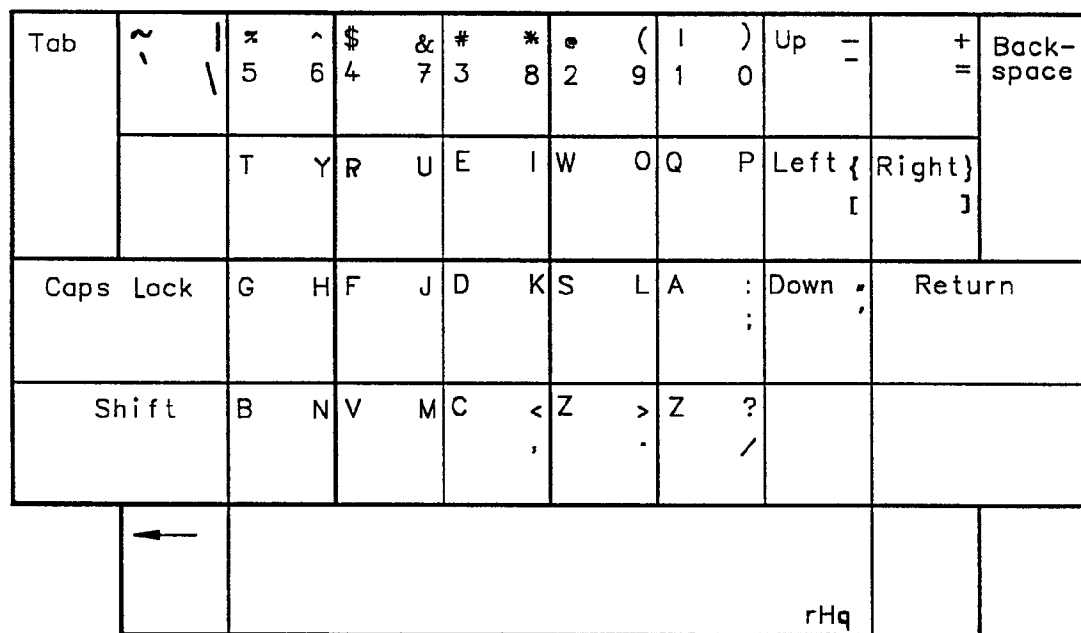 Tab ~ | % ^ $ & # * @ ( ! ) Up _ + Back-
` \ 5 6 4 7 3 8 2 9 1 0 - = space
T Y R U E I W O Q P Left { Right }
[ ]
Caps Lock G H F J D K S L A : Down " Return
; '
Shift B N V M C < Z > Z ?
, . /
rHq